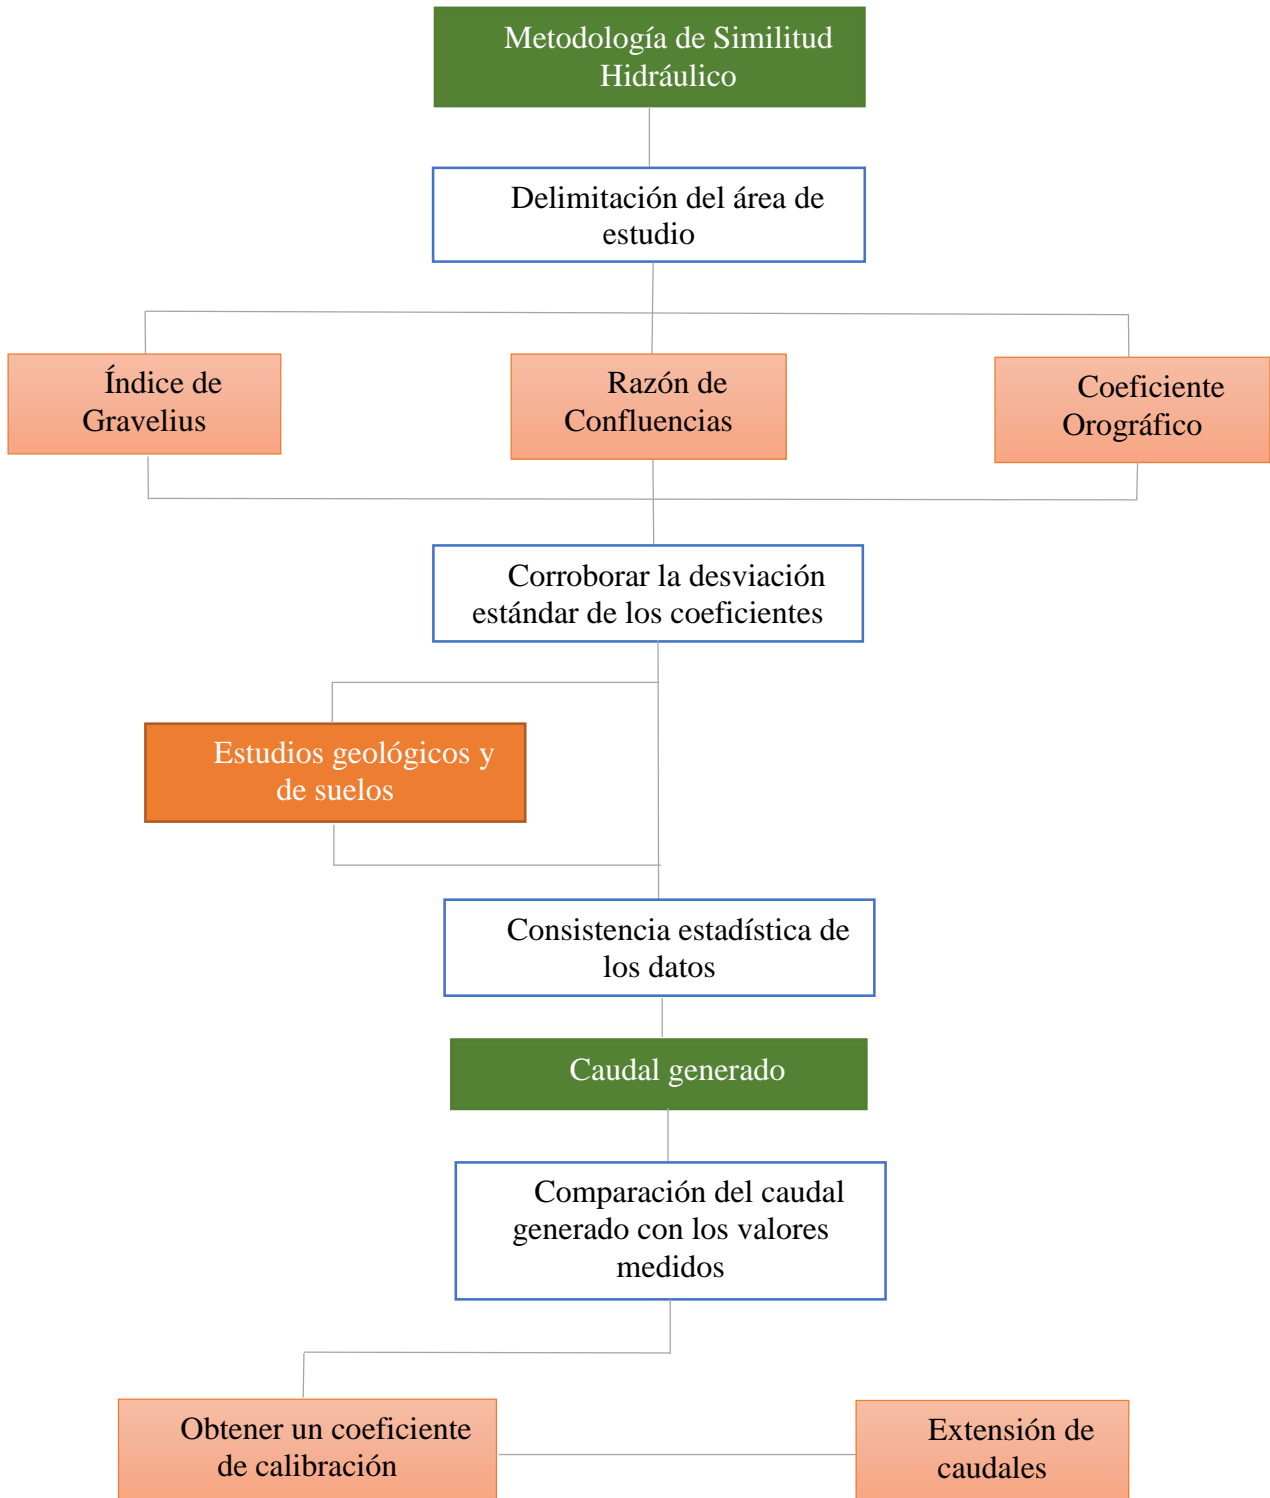 Metodología de Similitud
Hidráulico
Delimitación del área de
estudio
Índice de
Gravelius
Razón de
Confluencias
Coeficiente
Orográfico
Corroborar la desviación
estándar de los coeficientes
Estudios geológicos y
de suelos
Consistencia estadística de
los datos
Caudal generado
Comparación del caudal
generado con los valores
medidos
Obtener un coeficiente
de calibración
Extensión de
caudales